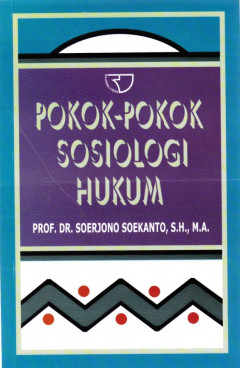 POKOK-POKOK
SOSIOLOGI
HUKUM
PROF. DR. SOERJONO SOEKANTO, S.H., M.A.